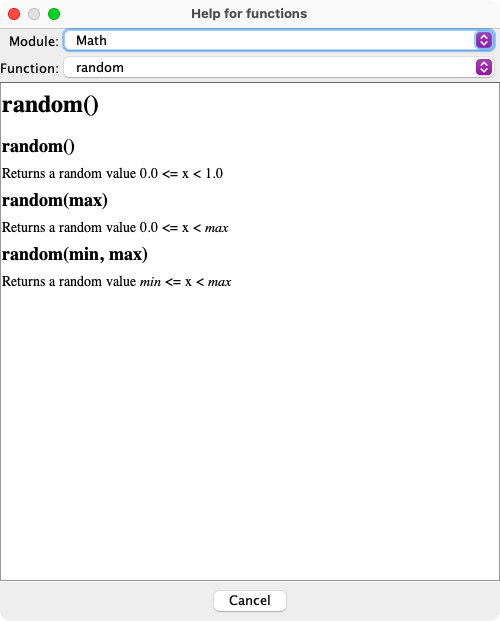 Help for functions
Module: Math
Function: random
random()
random()
Returns a random value 0.0 <= x < 1.0
random(max)
Returns a random value 0.0 <= x < max
random(min, max)
Returns a random value min <= x < max
Cancel